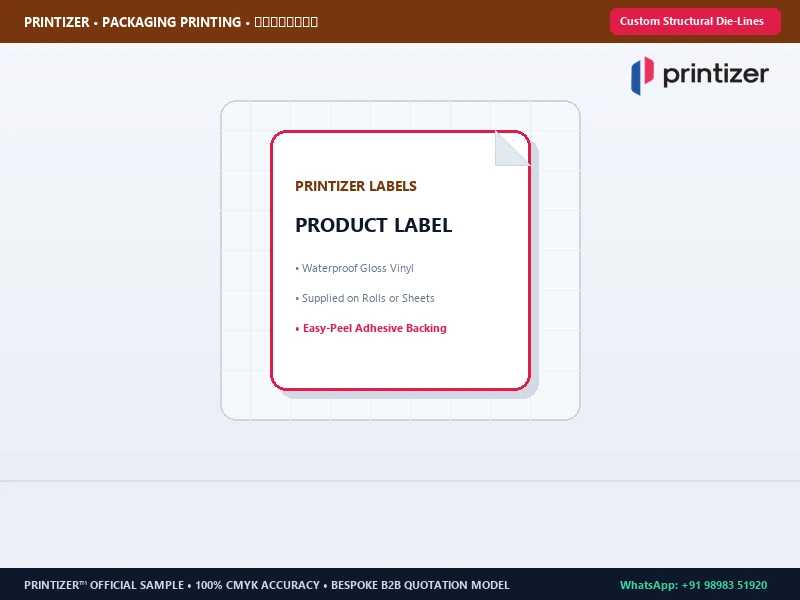 PRINTIZER • PACKAGING PRINTING •
Custom Structural Die-Lines
printizer
PRINTIZER LABELS
PRODUCT LABEL
• Waterproof Gloss Vinyl
• Supplied on Rolls or Sheets
• Easy-Peel Adhesive Backing
PRINTIZER™ OFFICIAL SAMPLE • 100% CMYK ACCURACY • BESPOKE B2B QUOTATION MODEL
WhatsApp: +91 98983 51920